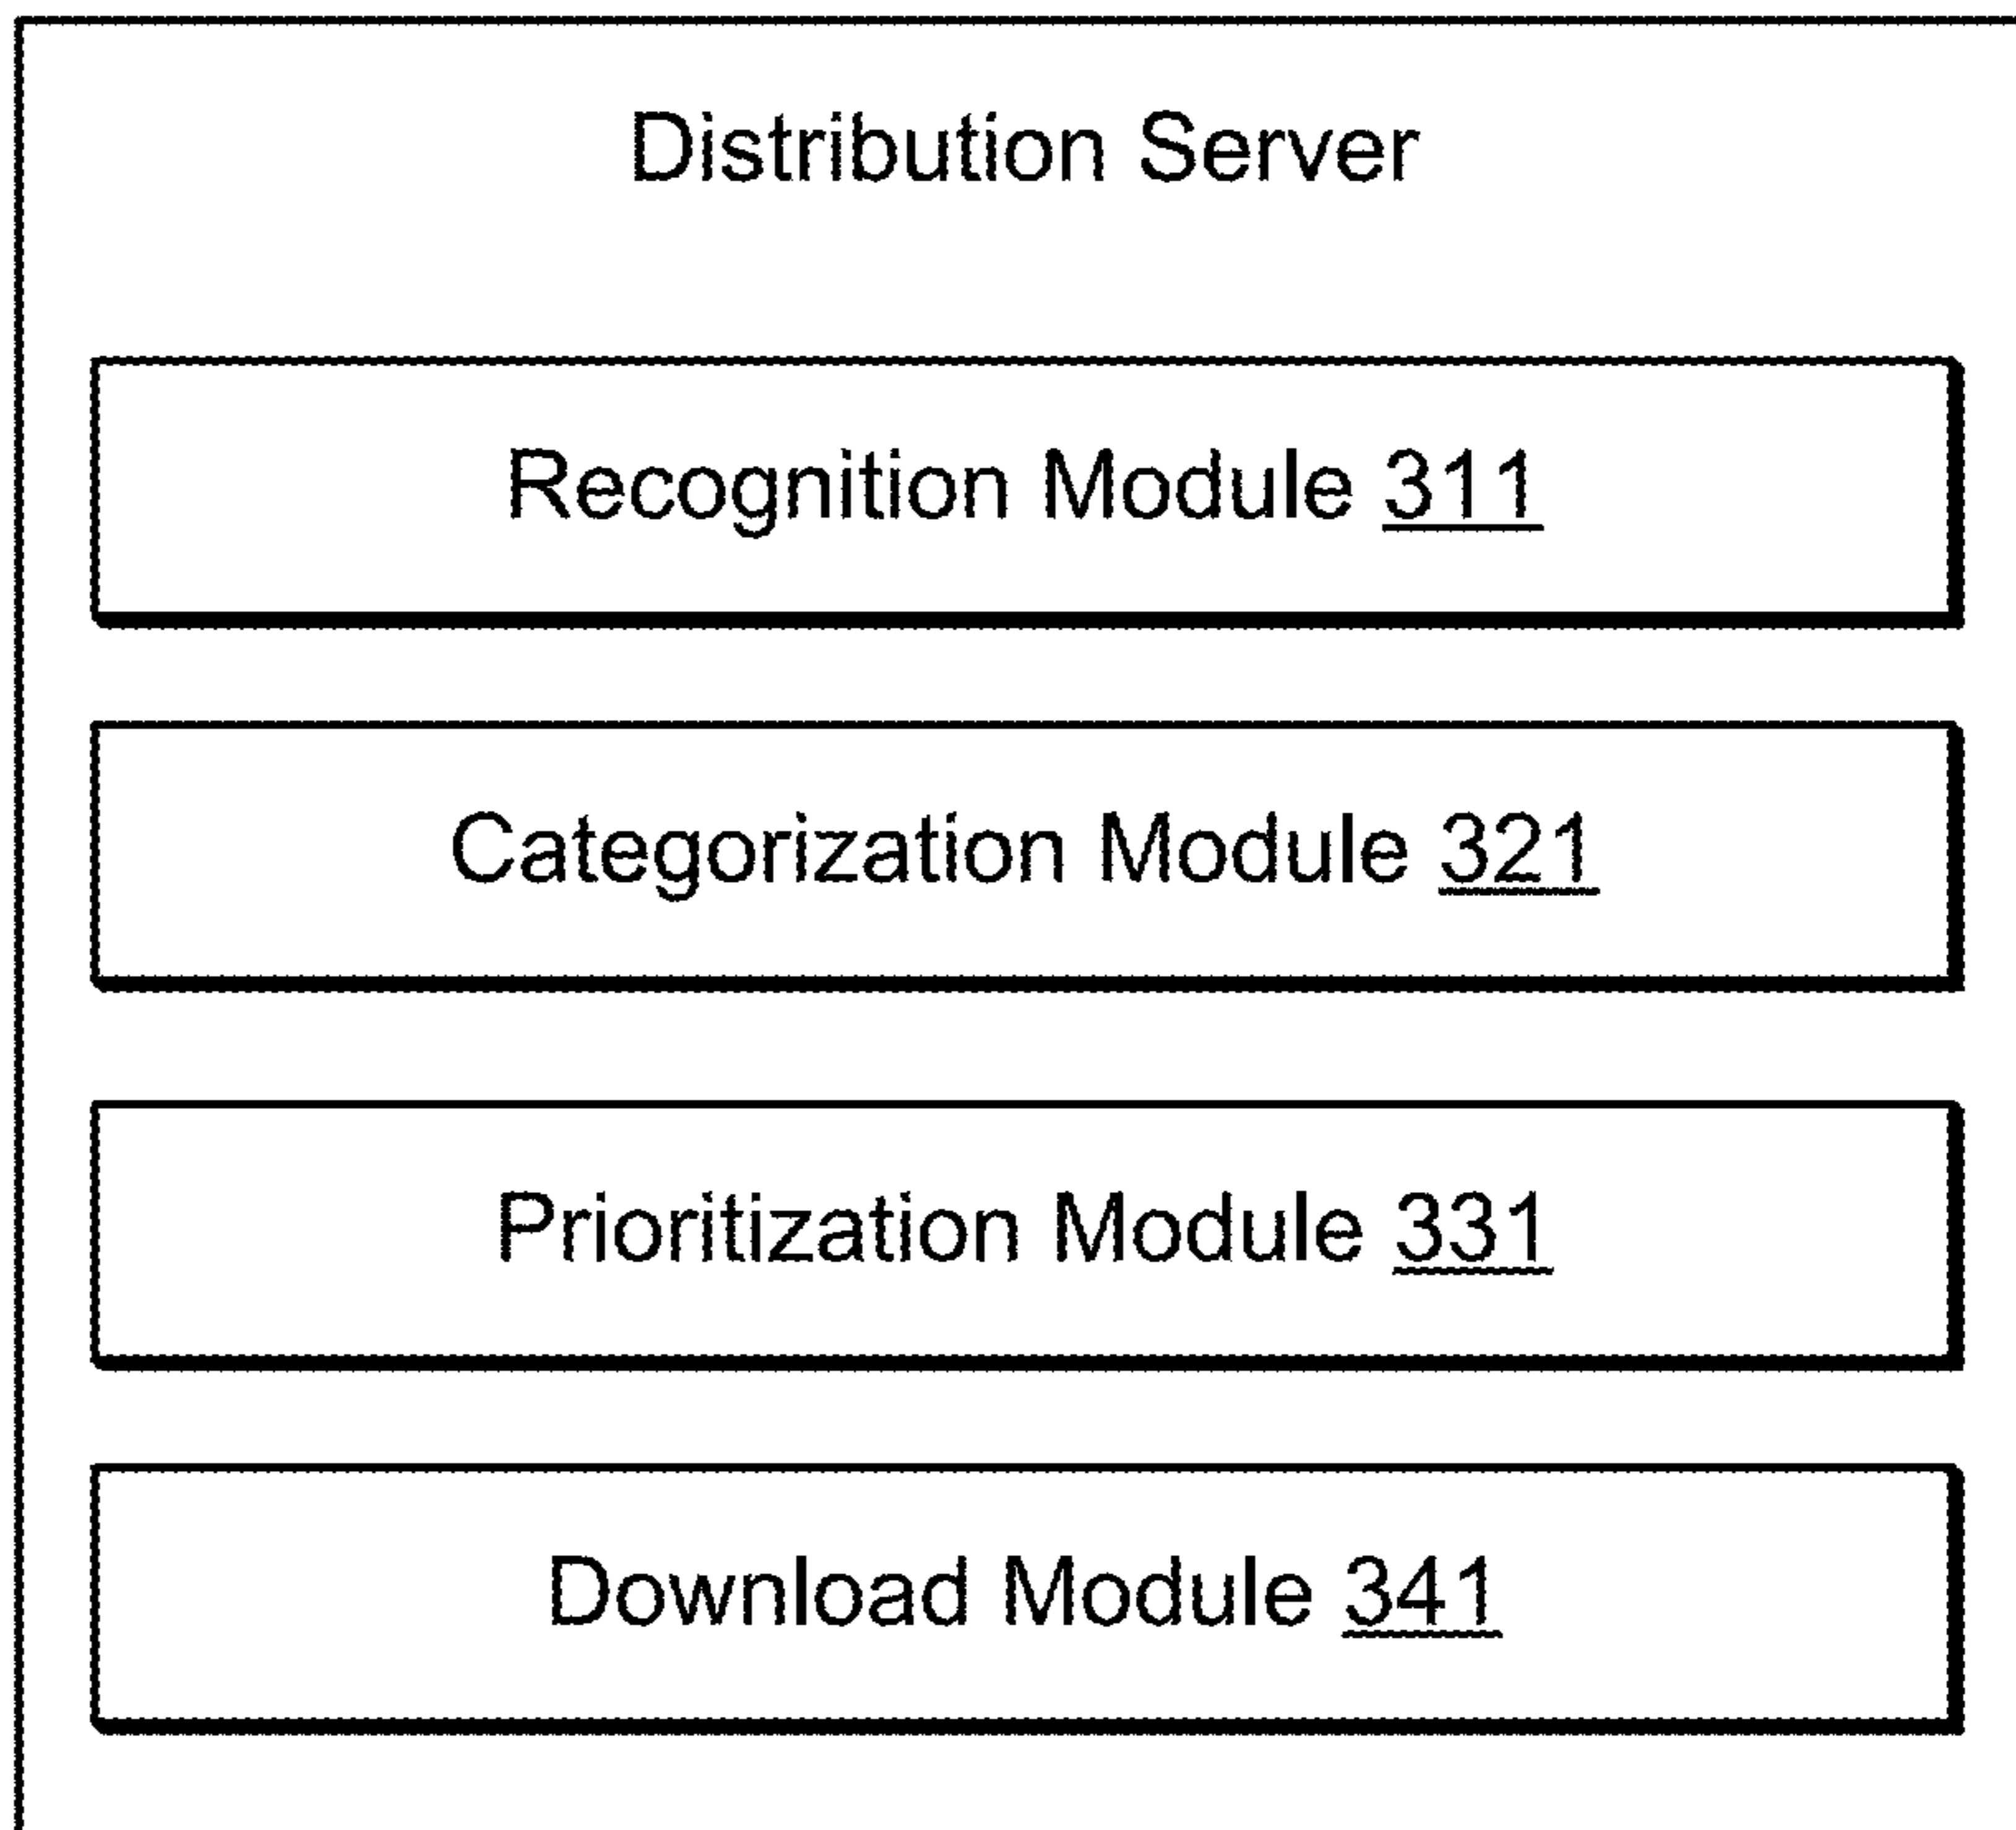 Distribution Server
Recognition Module 311
Categorization Module 321
Prioritization Module 331
Download Module 341